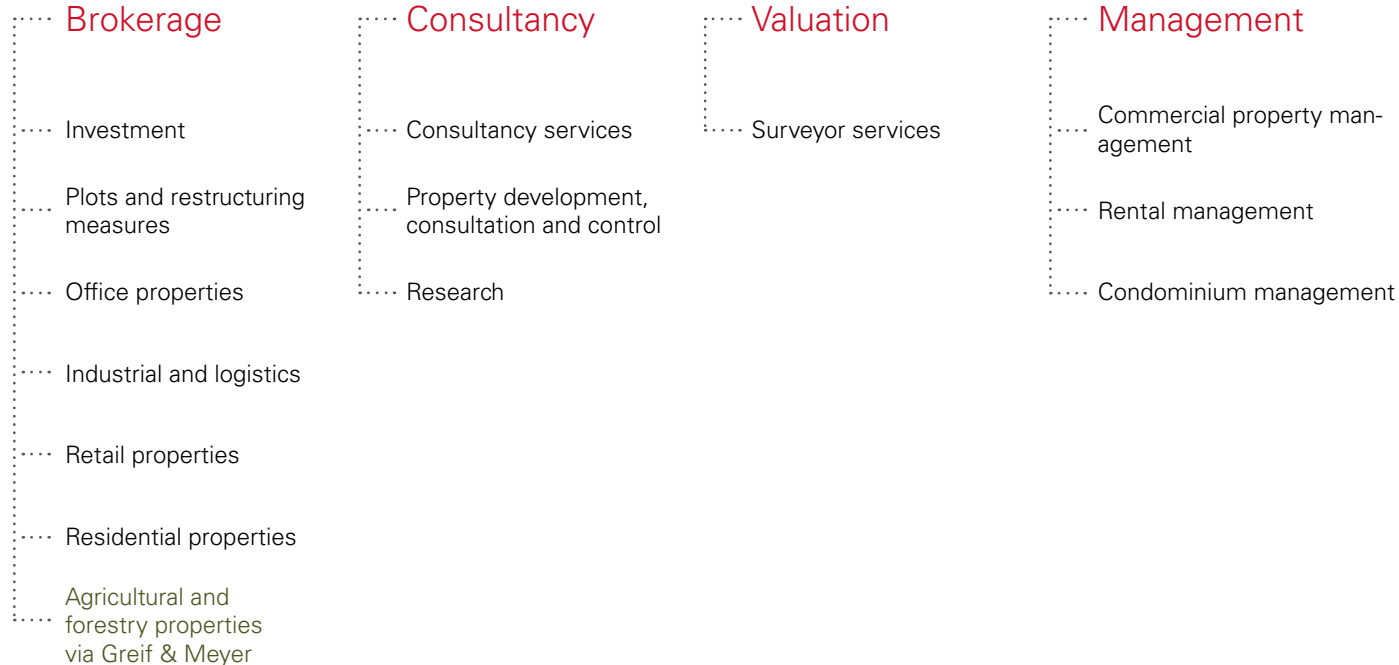 Brokerage
Investment
Plots and restructuring
measures
Office properties
Industrial and logistics
Retail properties
Residential properties
Agricultural and
forestry properties
via Greif & Meyer
Consultancy
Consultancy services
Property development,
consultation and control
Research
Valuation
Surveyor services
Management
Commercial property man-
agement
Rental management
Condominium management